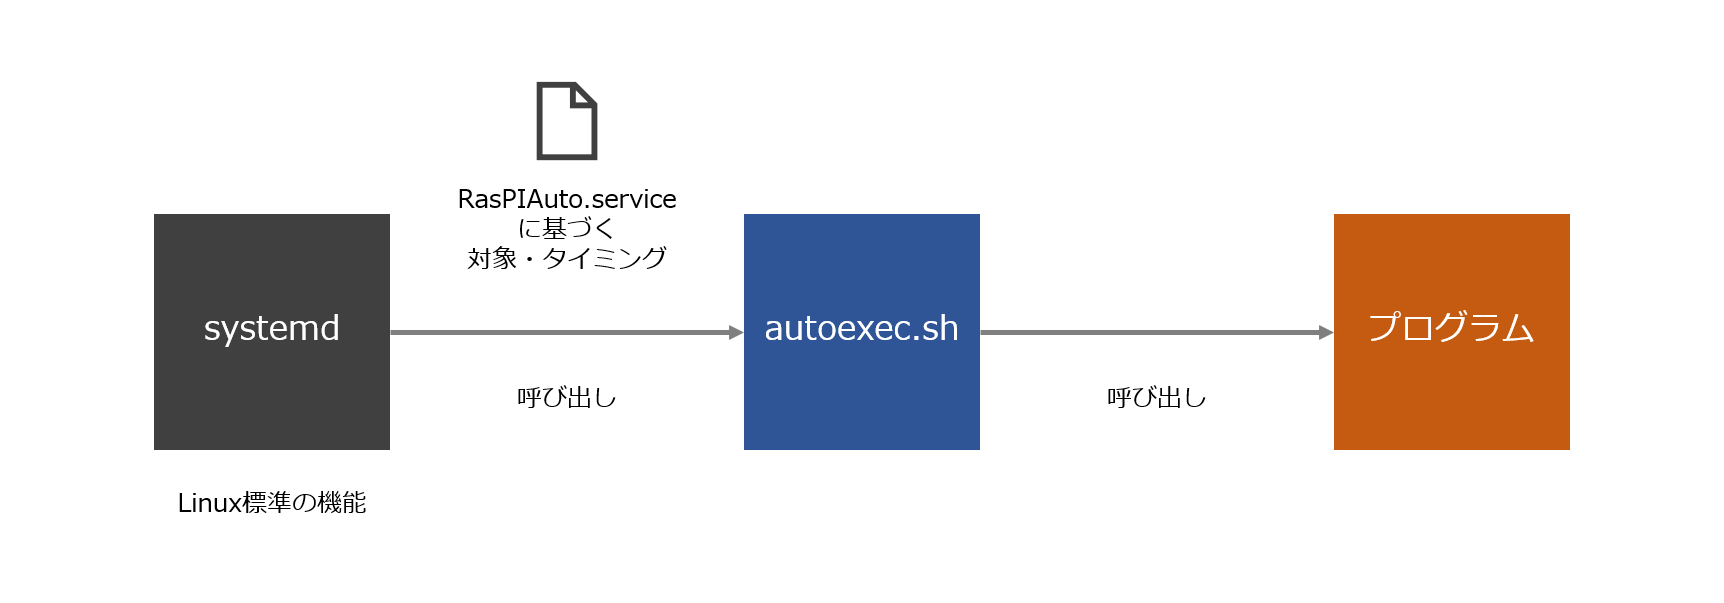 RasPIAuto.service
に基づく
対象・タイミング
systemd
autoexec.sh
プログラム
呼び出し
呼び出し
Linux標準の機能